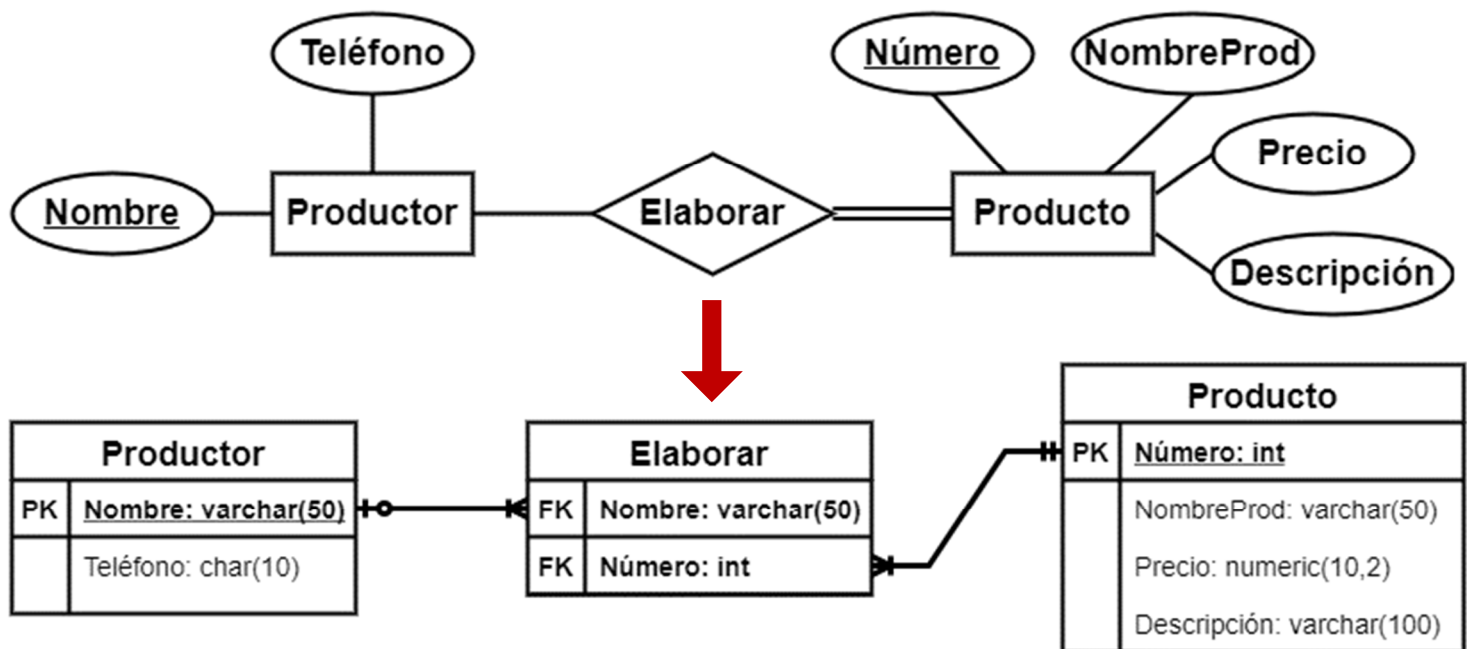 Teléfono
Número
NombreProd
Precio
Nombre
Productor
Elaborar
Producto
Descripción
Productor
PK Nombre: varchar(50)
Teléfono: char(10)
Elaborar
FK Nombre: varchar(50)
FK Número: int
Producto
PK Número: int
NombreProd: varchar(50)
Precio: numeric(10,2)
Descripción: varchar(100)